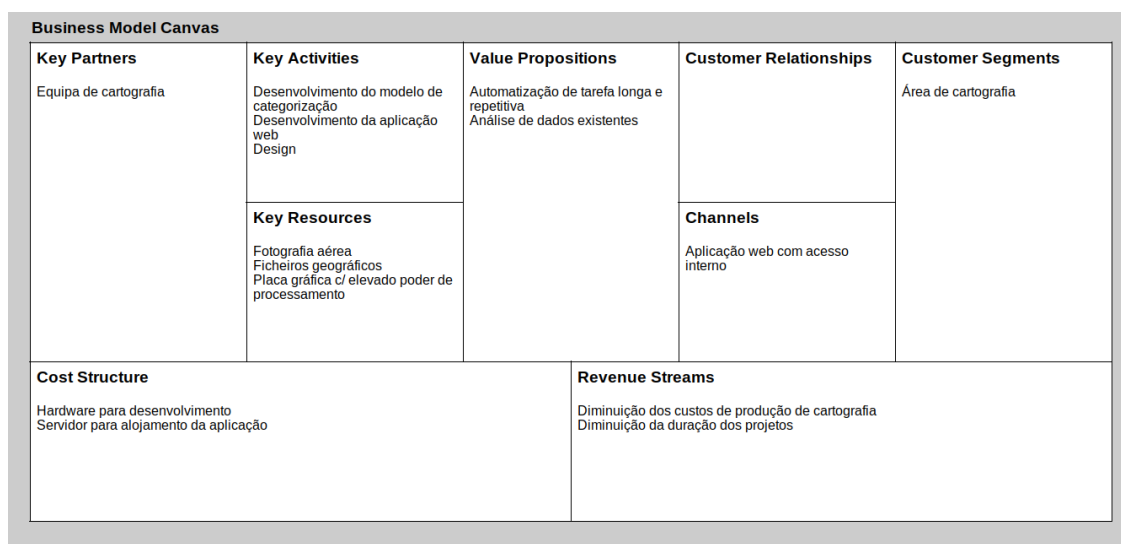 Business Model Canvas
Key Partners
Equipa de cartografia
Key Activities
Desenvolvimento do modelo de
categorização
Desenvolvimento da aplicação
web
Design
Key Resources
Fotografia aérea
Ficheiros geográficos
Placa gráfica c/ elevado poder de
processamento
Value Propositions
Automatização de tarefa longa e
repetitiva
Análise de dados existentes
Customer Relationships
Channels
Aplicação web com acesso
interno
Customer Segments
Área de cartografia
Cost Structure
Hardware para desenvolvimento
Servidor para alojamento da aplicação
Revenue Streams
Diminuição dos custos de produção de cartografia
Diminuição da duração dos projetos